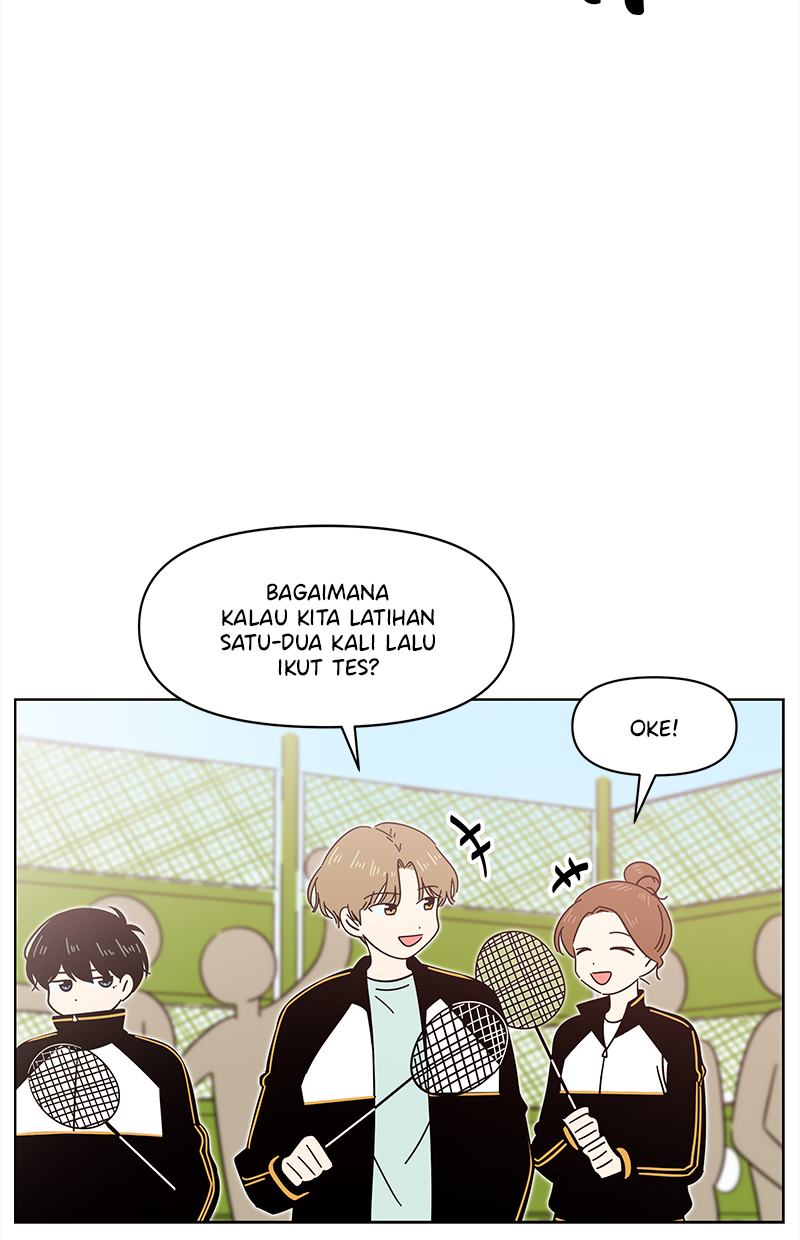 BAGAIMANA
KALAU KITA LATIHAN
SATU-DUA KALI LALU
IKUT TES?
OKE!